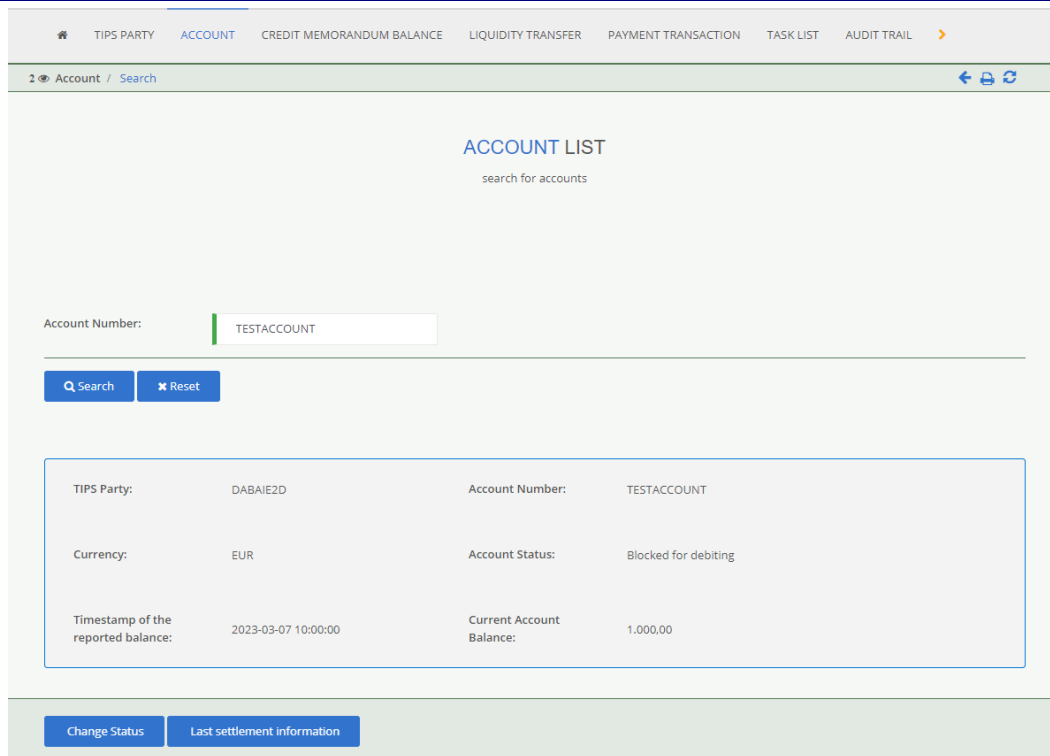 TIPS PARTY ACCOUNT CREDIT MEMORANDUM BALANCE LIQUIDITY TRANSFER PAYMENT TRANSACTION TASK LIST AUDIT TRAIL
2 Account / Search
ACCOUNT LIST
search for accounts
Account Number: TESTACCOUNT
Search Reset
TIPS Party: DABAIE2D Account Number: TESTACCOUNT
Currency: EUR Account Status: Blocked for debiting
Timestamp of the reported balance: 2023-03-07 10:00:00 Current Account Balance: 1.000,00
Change Status Last settlement information